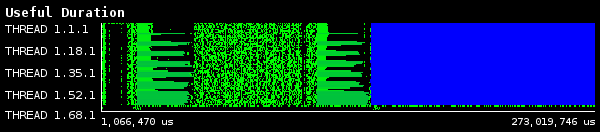 Useful Duration
THREAD 1.1.1
THREAD 1.18.1
THREAD 1.35.1
THREAD 1.52.1
THREAD 1.68.1
1,066,470 us
273,019,746 us